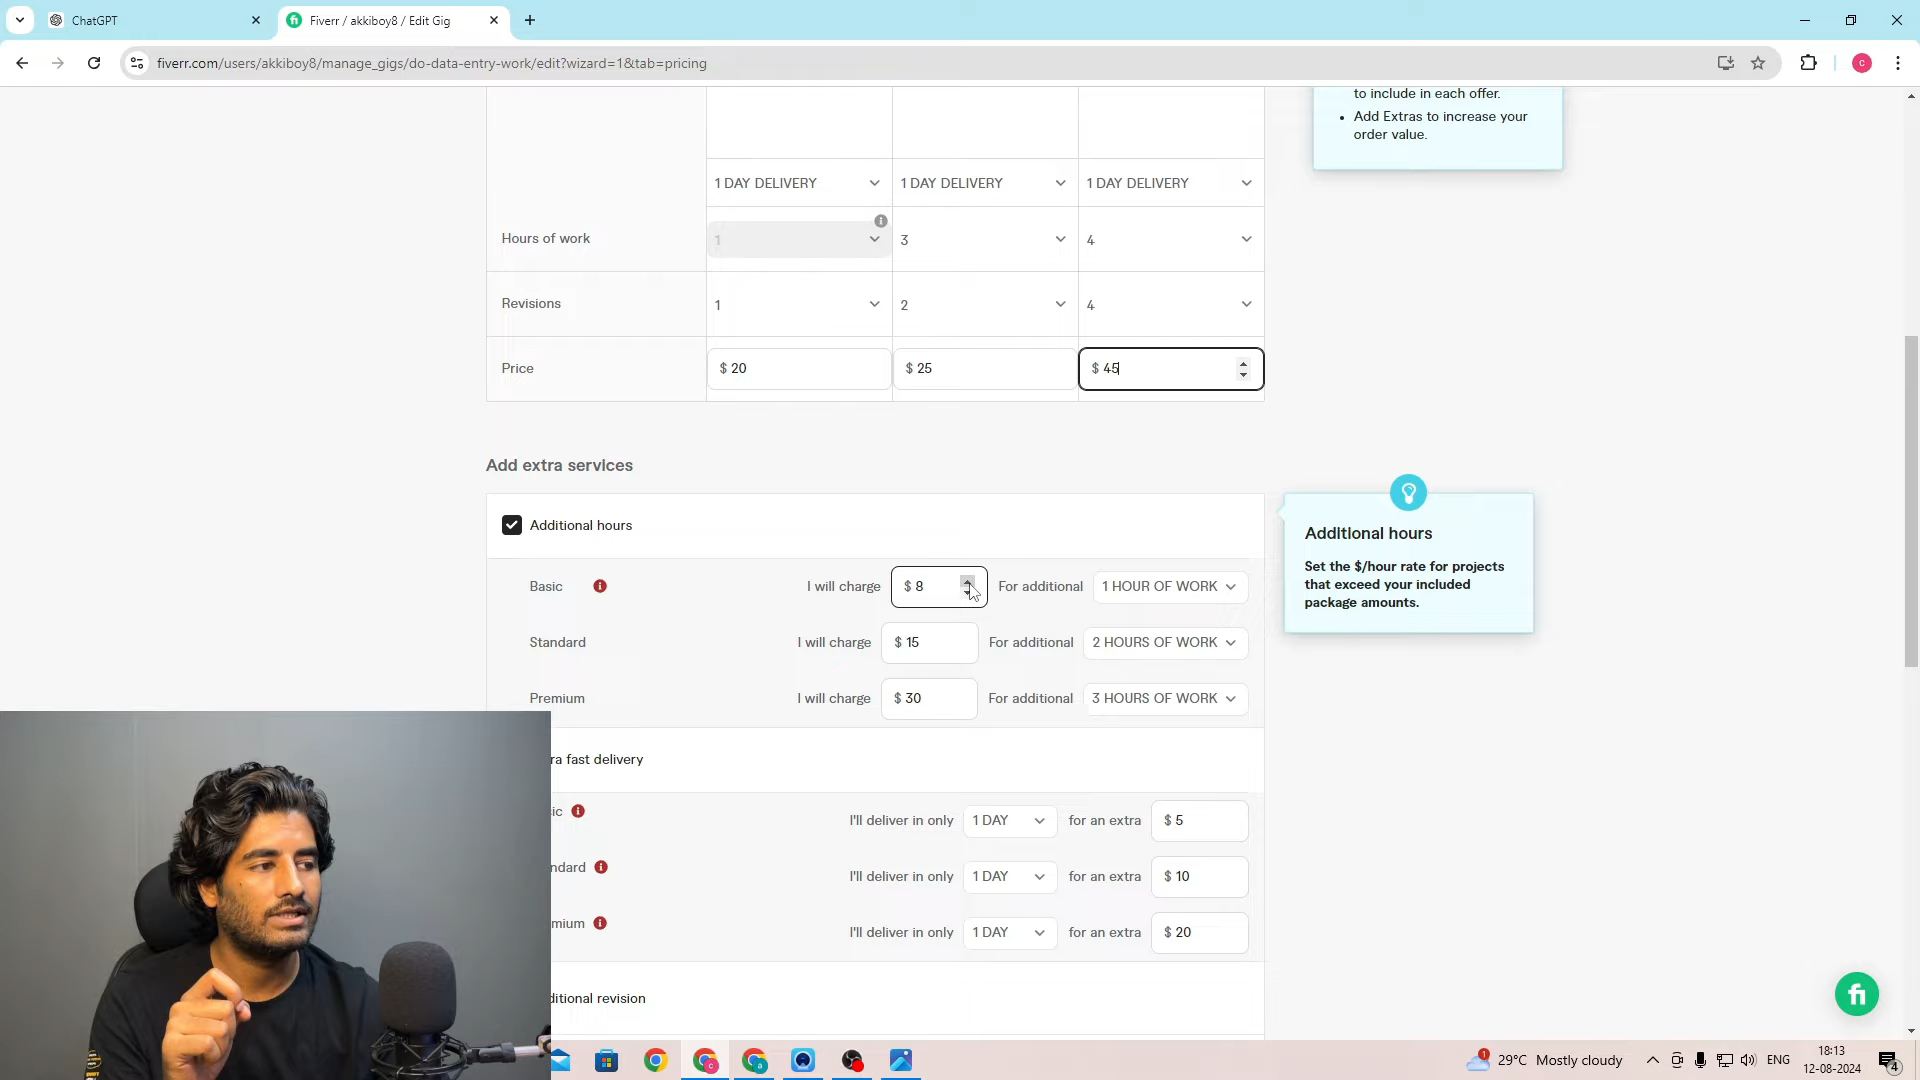 ChatGPT
Fiverr / akkiboy8 / Edit Gig
fiverr.com/users/akkiboy8/manage_gigs/do-data-entry-work/edit?wizard=1&tab=pricing
c
to include in each offer.
• Add Extras to increase your
order value.
1 DAY DELIVERY 1 DAY DELIVERY 1 DAY DELIVERY
Hours of work 1 3 4
Revisions 1 2 4
Price $ 20 $ 25 $ 45
Add extra services
Additional hours
Basic I will charge $ 8 For additional 1 HOUR OF WORK
Standard I will charge $ 15 For additional 2 HOURS OF WORK
Premium I will charge $ 30 For additional 3 HOURS OF WORK
Additional hours
Set the $/hour rate for projects
that exceed your included
package amounts.
ra fast delivery
ic I'll deliver in only 1 DAY for an extra $ 5
ndard I'll deliver in only 1 DAY for an extra $ 10
mium I'll deliver in only 1 DAY for an extra $ 20
ditional revision
fi
1 29°C Mostly cloudy ENG 18:13
12-08-2024 4